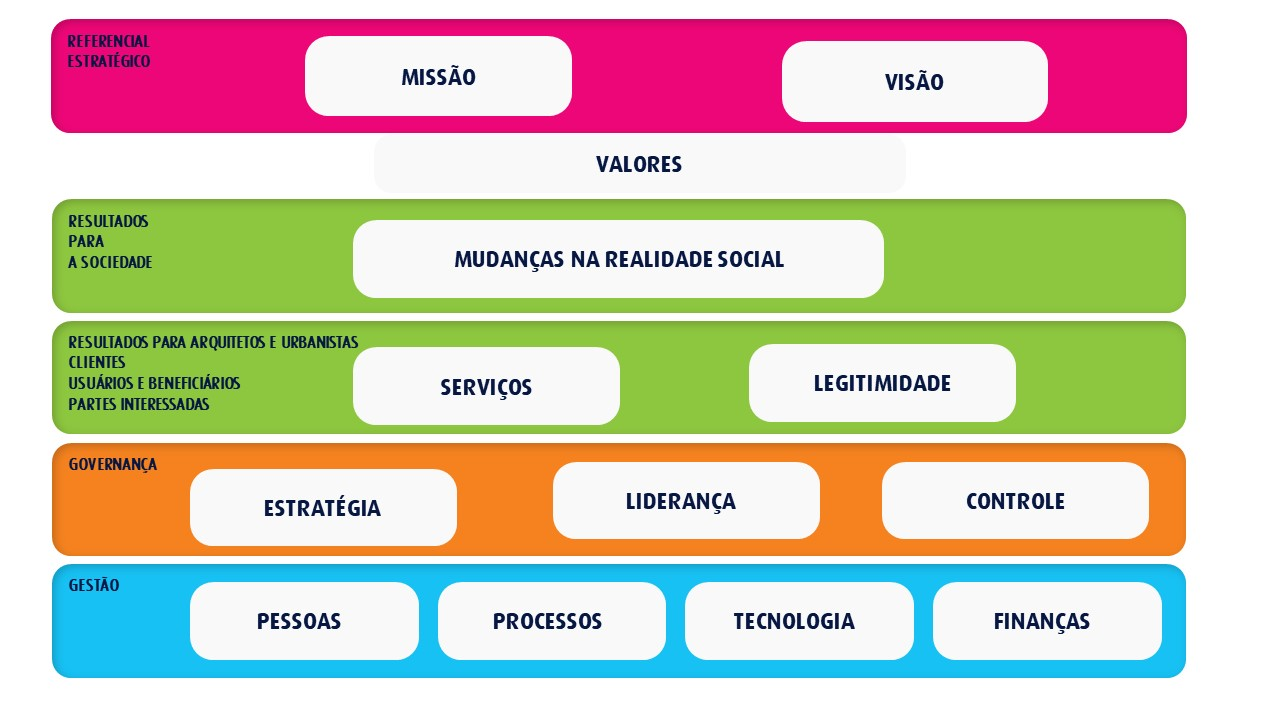 REFERENCIAL
ESTRATÉGICO
MISSÃO
VISÃO
VALORES
RESULTADOS
PARA
A SOCIEDADE
MUDANÇAS NA REALIDADE SOCIAL
RESULTADOS PARA ARQUITETOS E URBANISTAS
CLIENTES
USUÁRIOS E BENEFICIÁRIOS
PARTES INTERESSADAS
SERVIÇOS
LEGITIMIDADE
GOVERNANÇA
ESTRATÉGIA
LIDERANÇA
CONTROLE
GESTÃO
PESSOAS
PROCESSOS
TECNOLOGIA
FINANÇAS